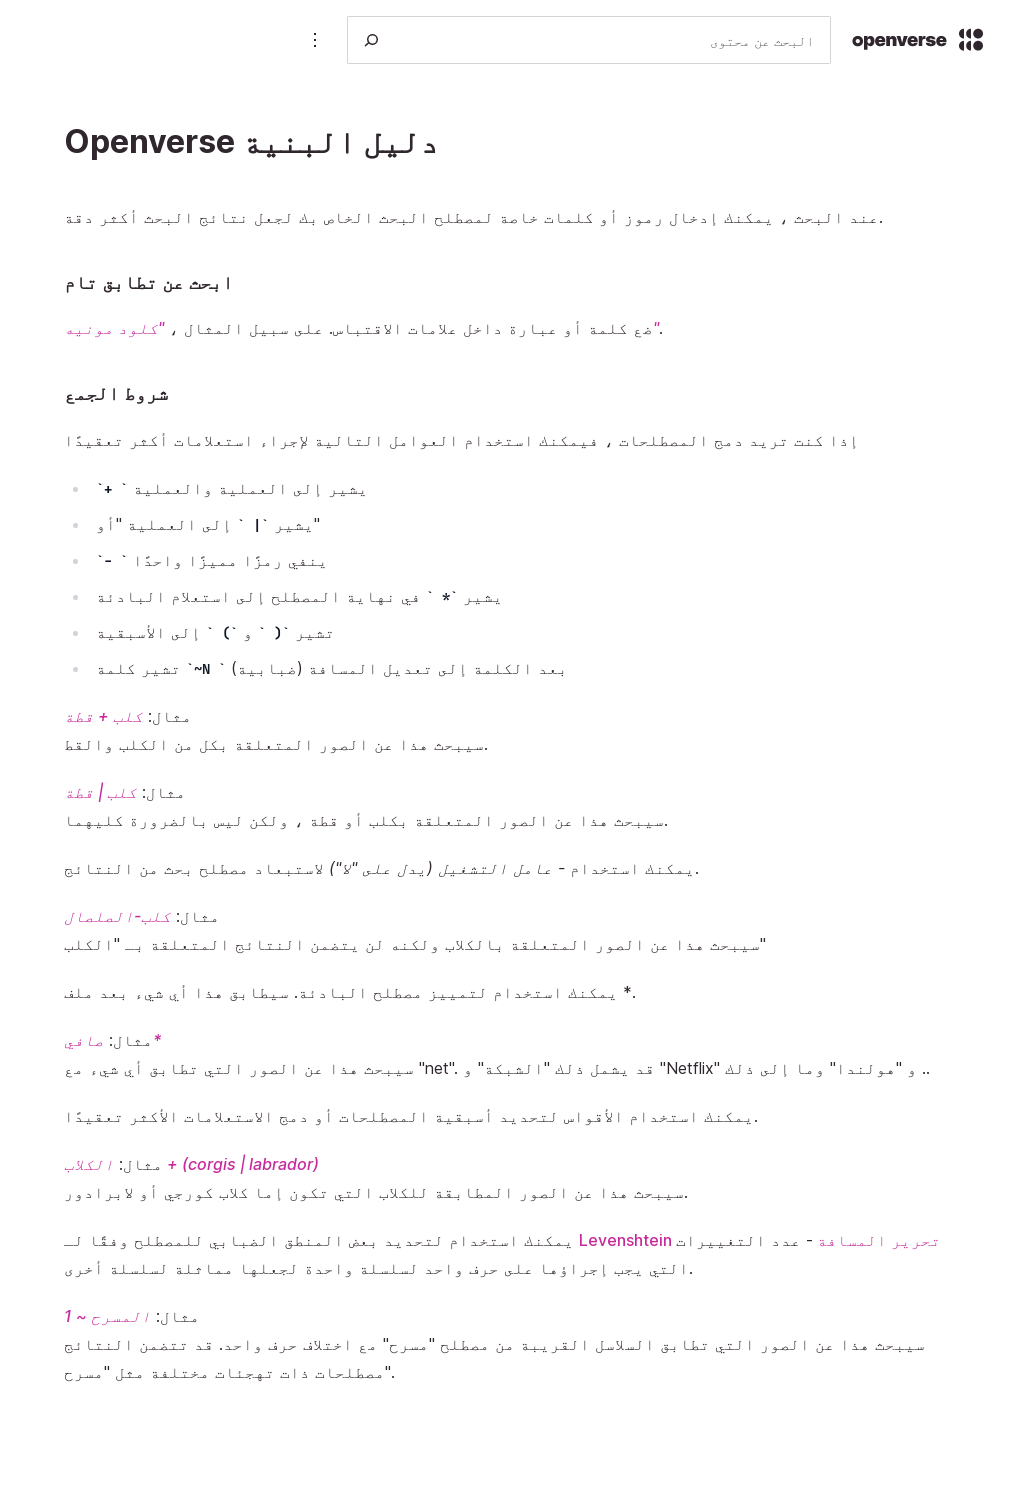 openverse
البحث عن محتوى
دليل البنية Openverse
عند البحث ، يمكنك إدخال رموز أو كلمات خاصة لمصطلح البحث الخاص بك لجعل نتائج البحث أكثر دقة.
ابحث عن تطابق تام
ضع كلمة أو عبارة داخل علامات الاقتباس. على سبيل المثال ، "كلود مونيه".
شروط الجمع
إذا كنت تريد دمج المصطلحات ، فيمكنك استخدام العوامل التالية لإجراء استعلامات أكثر تعقيدًا
` +` يشير إلى العملية والعملية
يشير `| ` إلى العملية "أو"
` -` ينفي رمزًا مميزًا واحدًا
يشير `* ` في نهاية المصطلح إلى استعلام البادئة
تشير `( ` و `) ` إلى الأسبقية
تشير كلمة ` ~N` بعد الكلمة إلى تعديل المسافة (ضبابية)
مثال: كلب + قطة
سيبحث هذا عن الصور المتعلقة بكل من الكلب والقط.
مثال: كلب | قطة
سيبحث هذا عن الصور المتعلقة بكلب أو قطة ، ولكن ليس بالضرورة كليهما.
يمكنك استخدام - عامل التشغيل (يدل على "لا") لاستبعاد مصطلح بحث من النتائج.
مثال: كلب-الصلصال
سيبحث هذا عن الصور المتعلقة بالكلاب ولكنه لن يتضمن النتائج المتعلقة بـ "الكلب"
يمكنك استخدام لتمييز مصطلح البادئة. سيطابق هذا أي شيء بعد ملف *.
مثال: صافي*
سيبحث هذا عن الصور التي تطابق أي شيء مع "net". قد يشمل ذلك "الشبكة" و "Netflix" و "هولندا" وما إلى ذلك ..
يمكنك استخدام الأقواس لتحديد أسبقية المصطلحات أو دمج الاستعلامات الأكثر تعقيدًا.
مثال: الكلاب + (corgis | labrador)
سيبحث هذا عن الصور المطابقة للكلاب التي تكون إما كلاب كورجي أو لابرادور.
يمكنك استخدام لتحديد بعض المنطق الضبابي للمصطلح وفقًا لـ Levenshtein تحرير المسافة - عدد التغييرات
التي يجب إجراؤها على حرف واحد لسلسلة واحدة لجعلها مماثلة لسلسلة أخرى.
مثال: المسرح ~ 1
سيبحث هذا عن الصور التي تطابق السلاسل القريبة من مصطلح "مسرح" مع اختلاف حرف واحد. قد تتضمن النتائج
مصطلحات ذات تهجئات مختلفة مثل "مسرح".